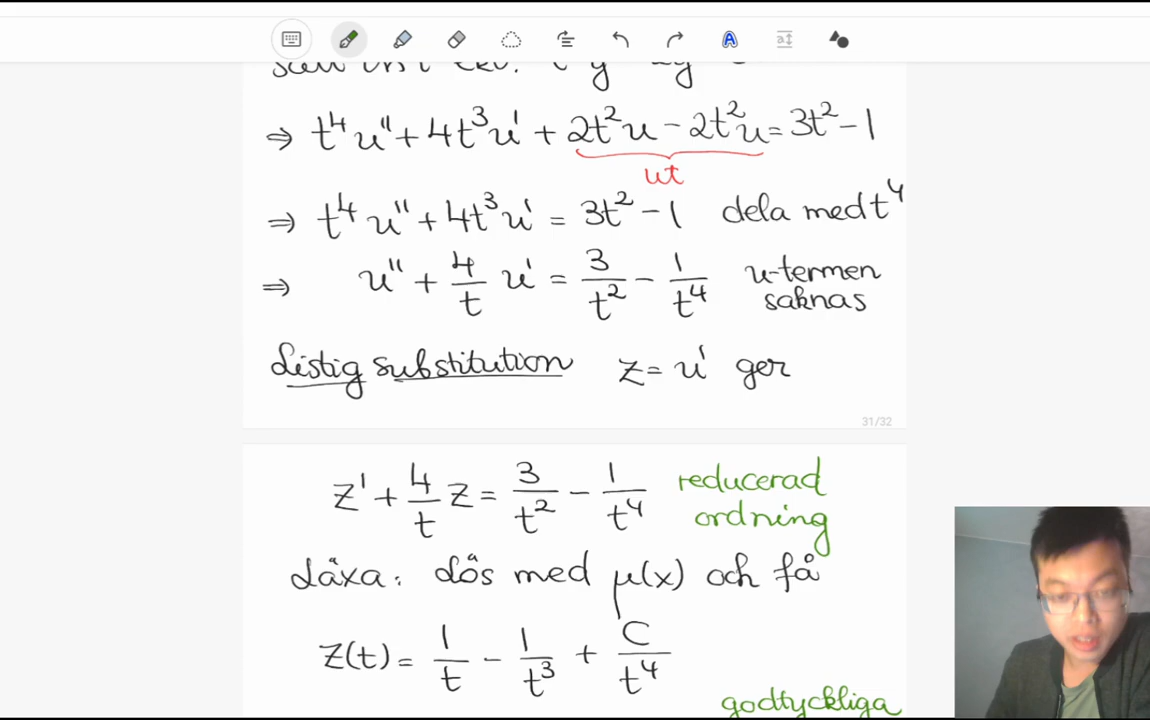 ⇒ t⁴u'' + 4t³u' + 2t²u − 2t²u = 3t² − 1
ut
⇒ t⁴u'' + 4t³u' = 3t² − 1 dela med t⁴
⇒ u'' + 4/t u' = 3/t² − 1/t⁴ u-termen
saknas
Listig substitution z = u' ger
31/32
z' + 4/t z = 3/t² − 1/t⁴ reducerad
ordning
Läxa: Lös med μ(x) och få
z(t) = 1/t − 1/t³ + C/t⁴
godtyckliga